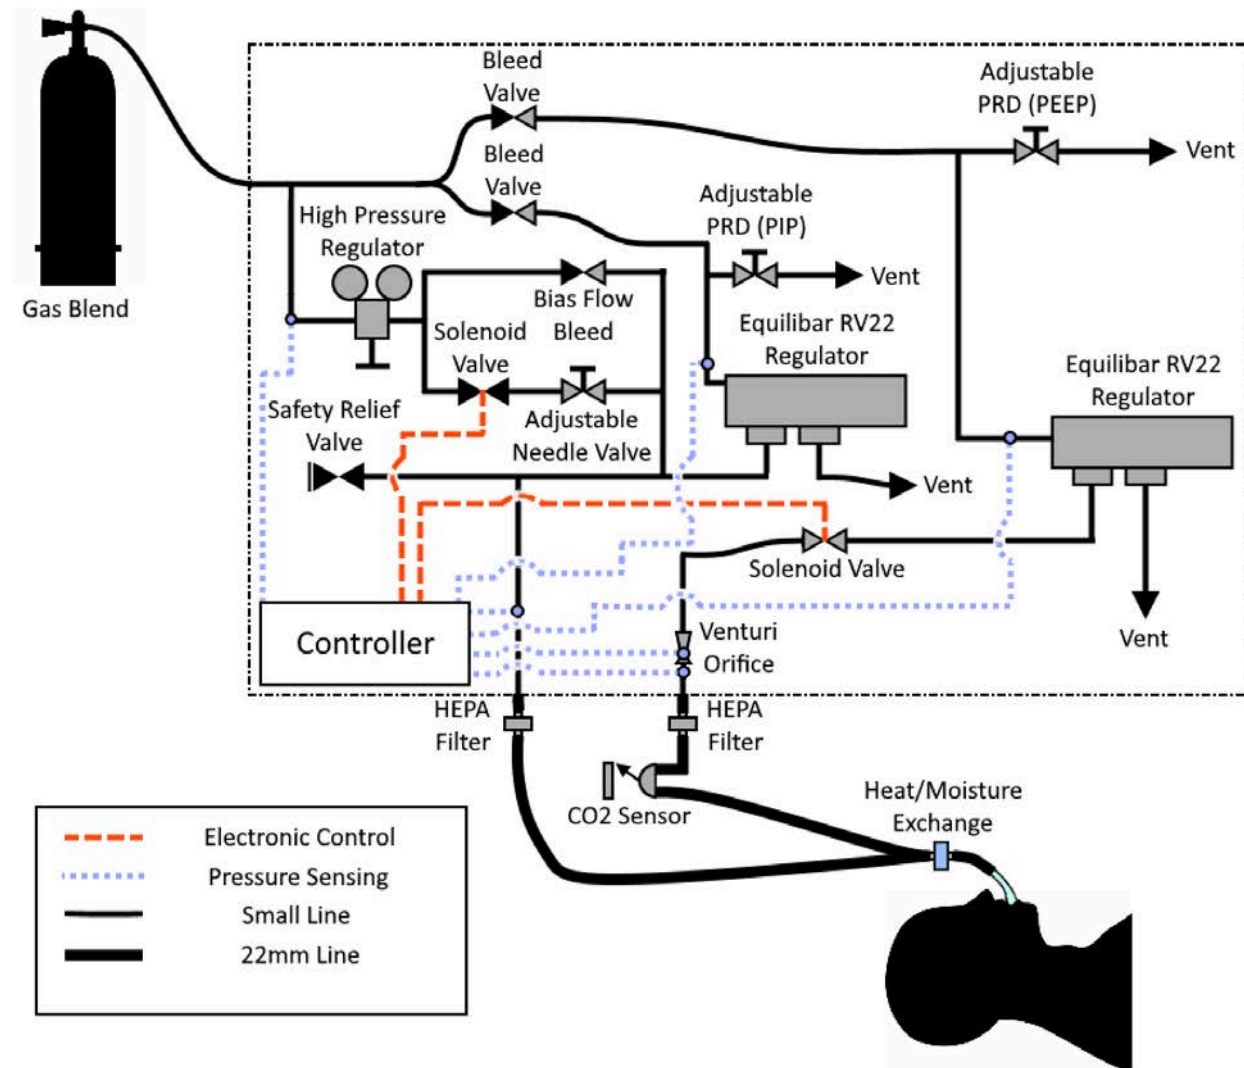 Bleed
Valve
Adjustable
PRD (PEEP)
Vent
Bleed
Valve
Adjustable
PRD (PIP)
Vent
High Pressure
Regulator
Gas Blend
Bias Flow
Bleed
Solenoid
Valve
Equilibar RV22
Regulator
Equilibar RV22
Regulator
Safety Relief
Valve
Adjustable
Needle Valve
Vent
Solenoid Valve
Controller
Venturi
Orifice
Vent
HEPA
Filter
HEPA
Filter
CO2 Sensor
Heat/Moisture
Exchange
Electronic Control
Pressure Sensing
Small Line
22mm Line